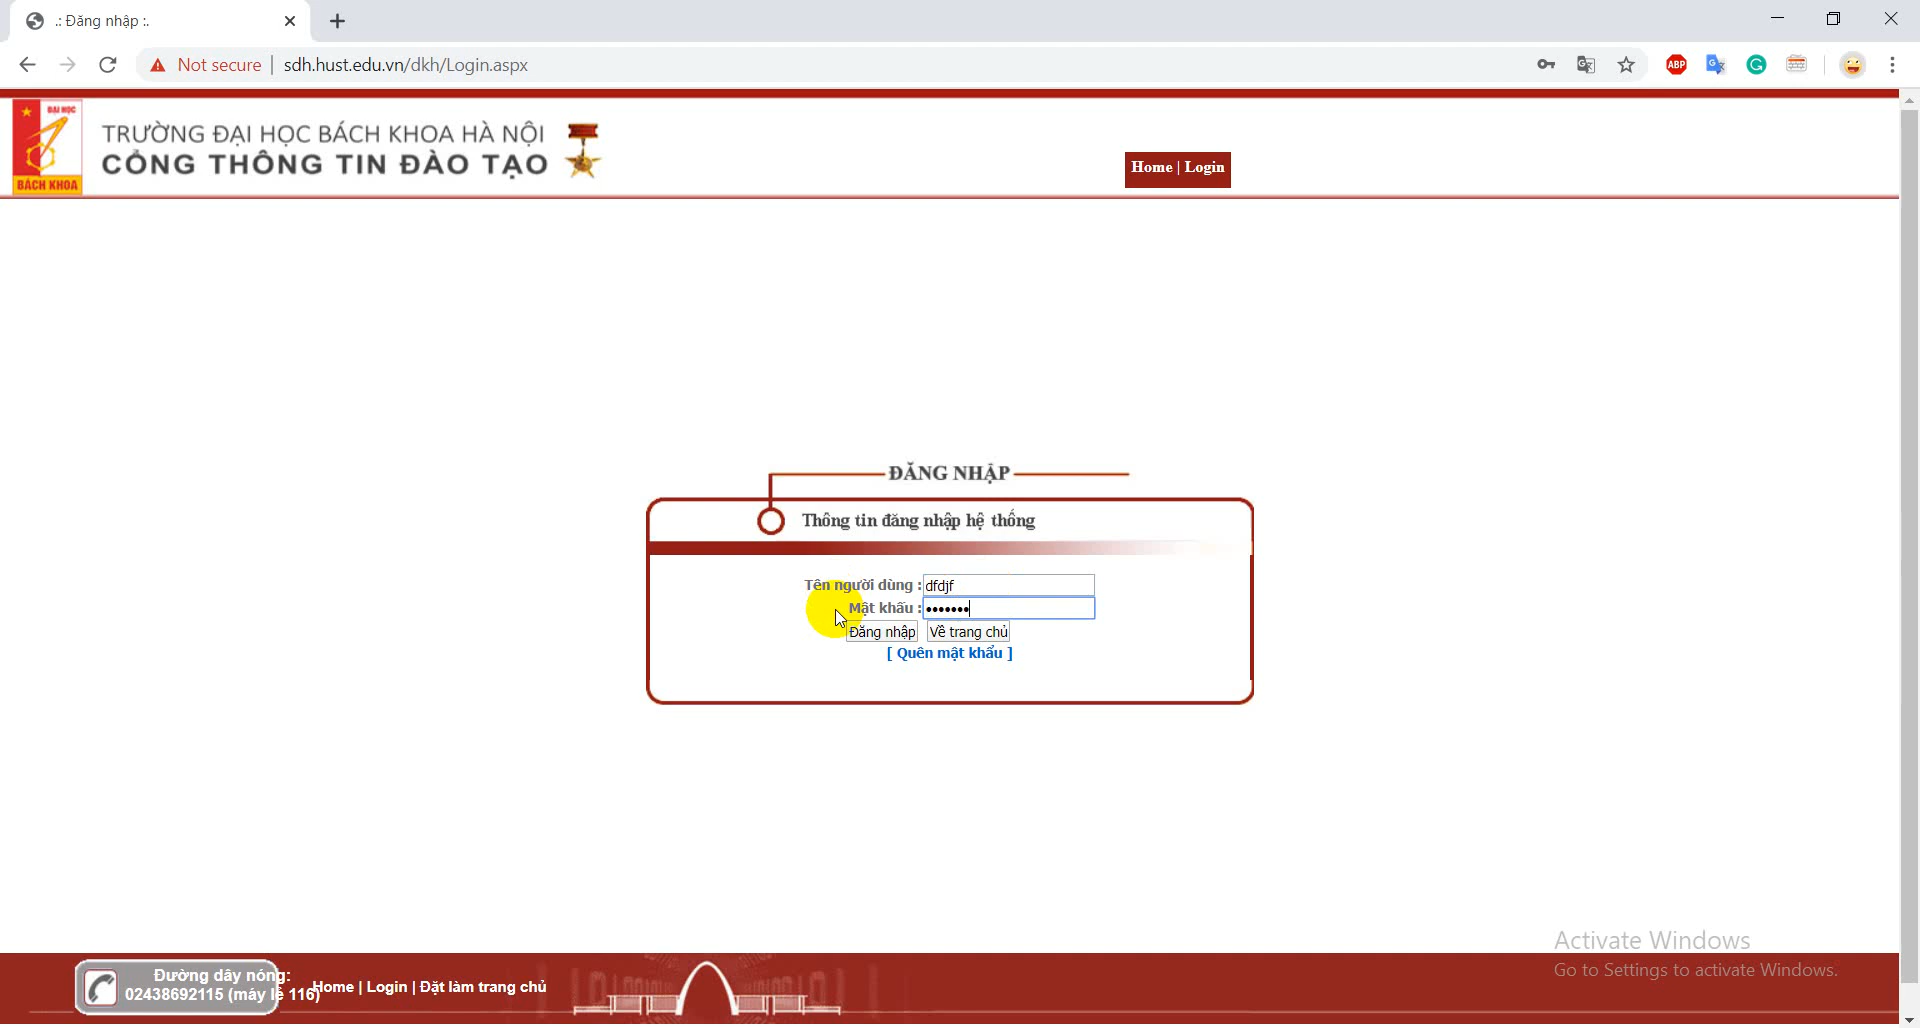 .: Đăng nhập :.
Not secure
sdh.hust.edu.vn/dkh/Login.aspx
ABP
ĐẠI HỌC
BÁCH KHOA
TRƯỜNG ĐẠI HỌC BÁCH KHOA HÀ NỘI
CỔNG THÔNG TIN ĐÀO TẠO
Home | Login
ĐĂNG NHẬP
Thông tin đăng nhập hệ thống
Tên người dùng : dfdjf
Mật khẩu : •••••••
Đăng nhập Về trang chủ
[ Quên mật khẩu ]
Activate Windows
Go to Settings to activate Windows.
Đường dây nóng:
02438692115 (máy lẻ 116)
Home | Login | Đặt làm trang chủ